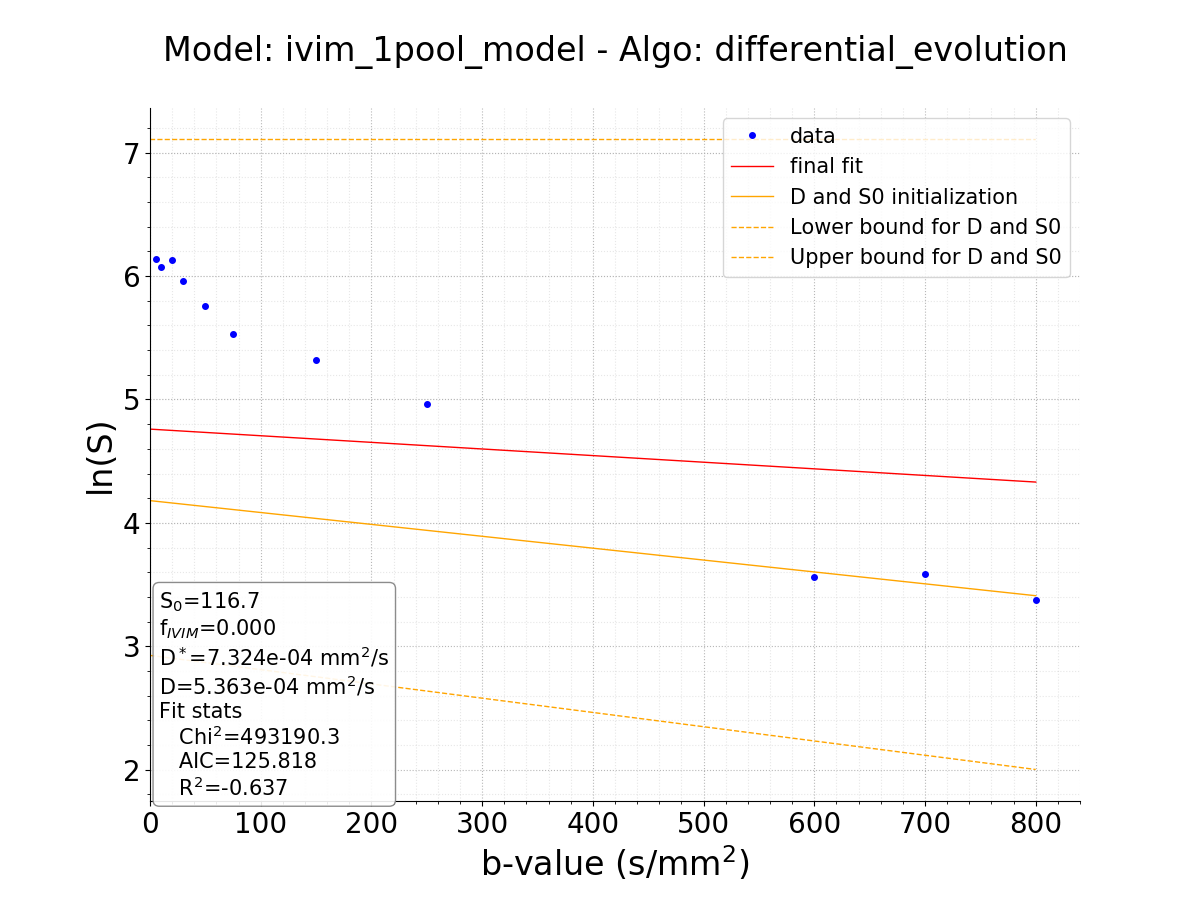 Model: ivim_1pool_model - Algo: differential_evolution
data
final fit
D and S0 initialization
Lower bound for D and S0
Upper bound for D and S0
7
6
5
4
3
2
ln(S)
S₀=116.7
f_IVIM=0.000
D*=7.324e-04 mm²/s
D=5.363e-04 mm²/s
Fit stats
Chi²=493190.3
AIC=125.818
R²=-0.637
0 100 200 300 400 500 600 700 800
b-value (s/mm²)